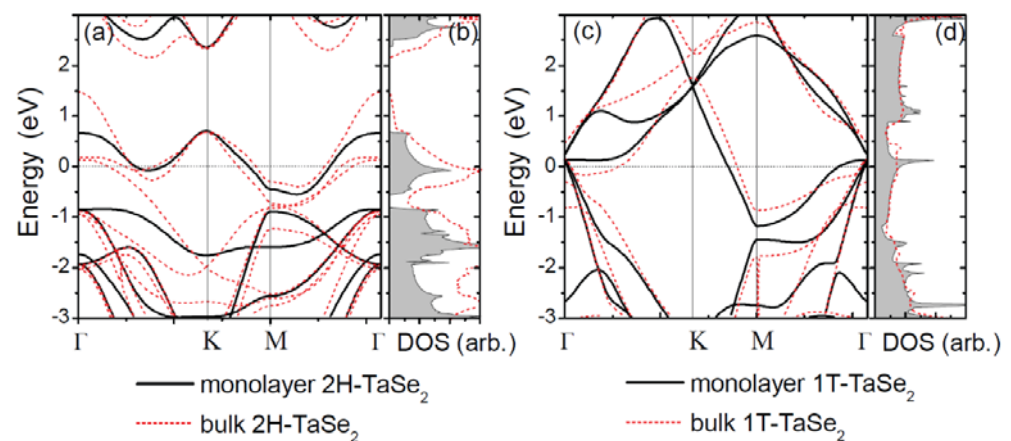 (a) (b) (c) (d)
Energy (eV)
2
1
0
-1
-2
-3
Γ K M Γ DOS (arb.)
Energy (eV)
2
1
0
-1
-2
-3
Γ K M Γ DOS (arb.)
monolayer 2H-TaSe₂
bulk 2H-TaSe₂
monolayer 1T-TaSe₂
bulk 1T-TaSe₂